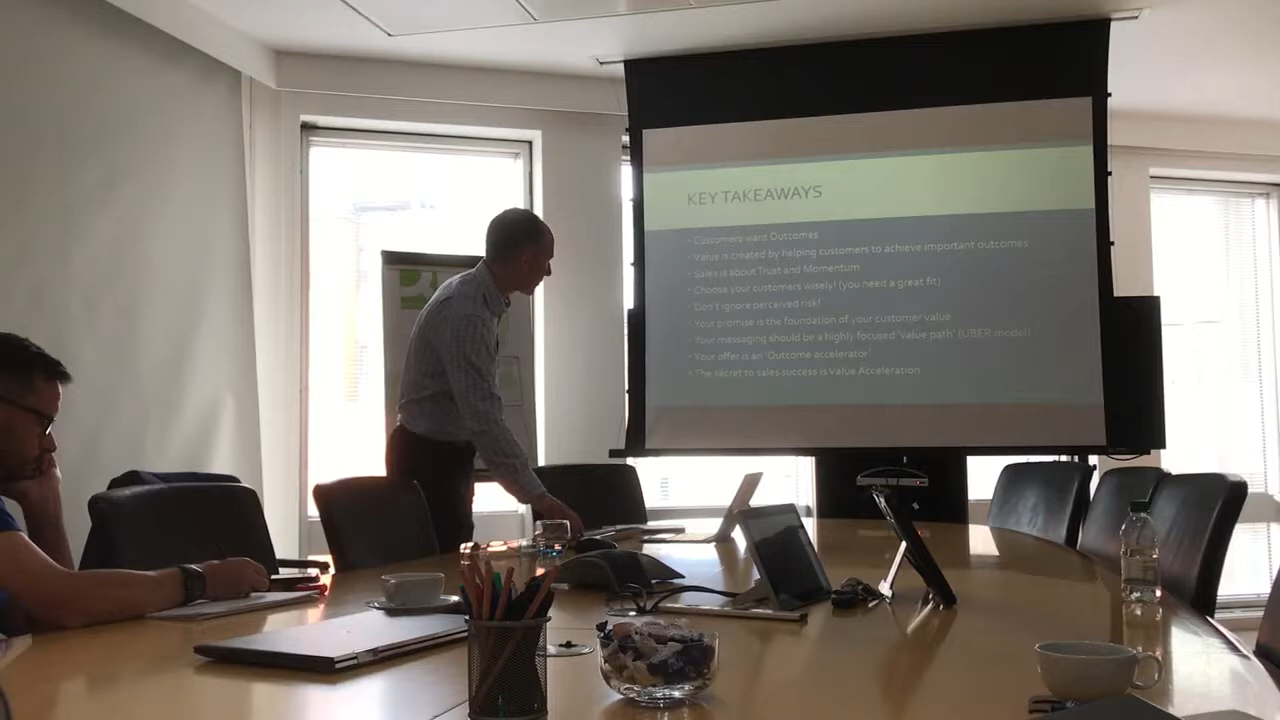 KEY TAKEAWAYS
• Customers want Outcomes
• Value is created by helping customers to achieve important outcomes
• Sales is about Trust and Momentum
• Choose your customers wisely! (you need a great fit)
• Don't ignore perceived risk!
• Your promise is the foundation of your customer value
• Your messaging should be a highly focused 'value path' (UBER model)
• Your offer is an 'Outcome accelerator'
• The secret to sales success is Value Acceleration